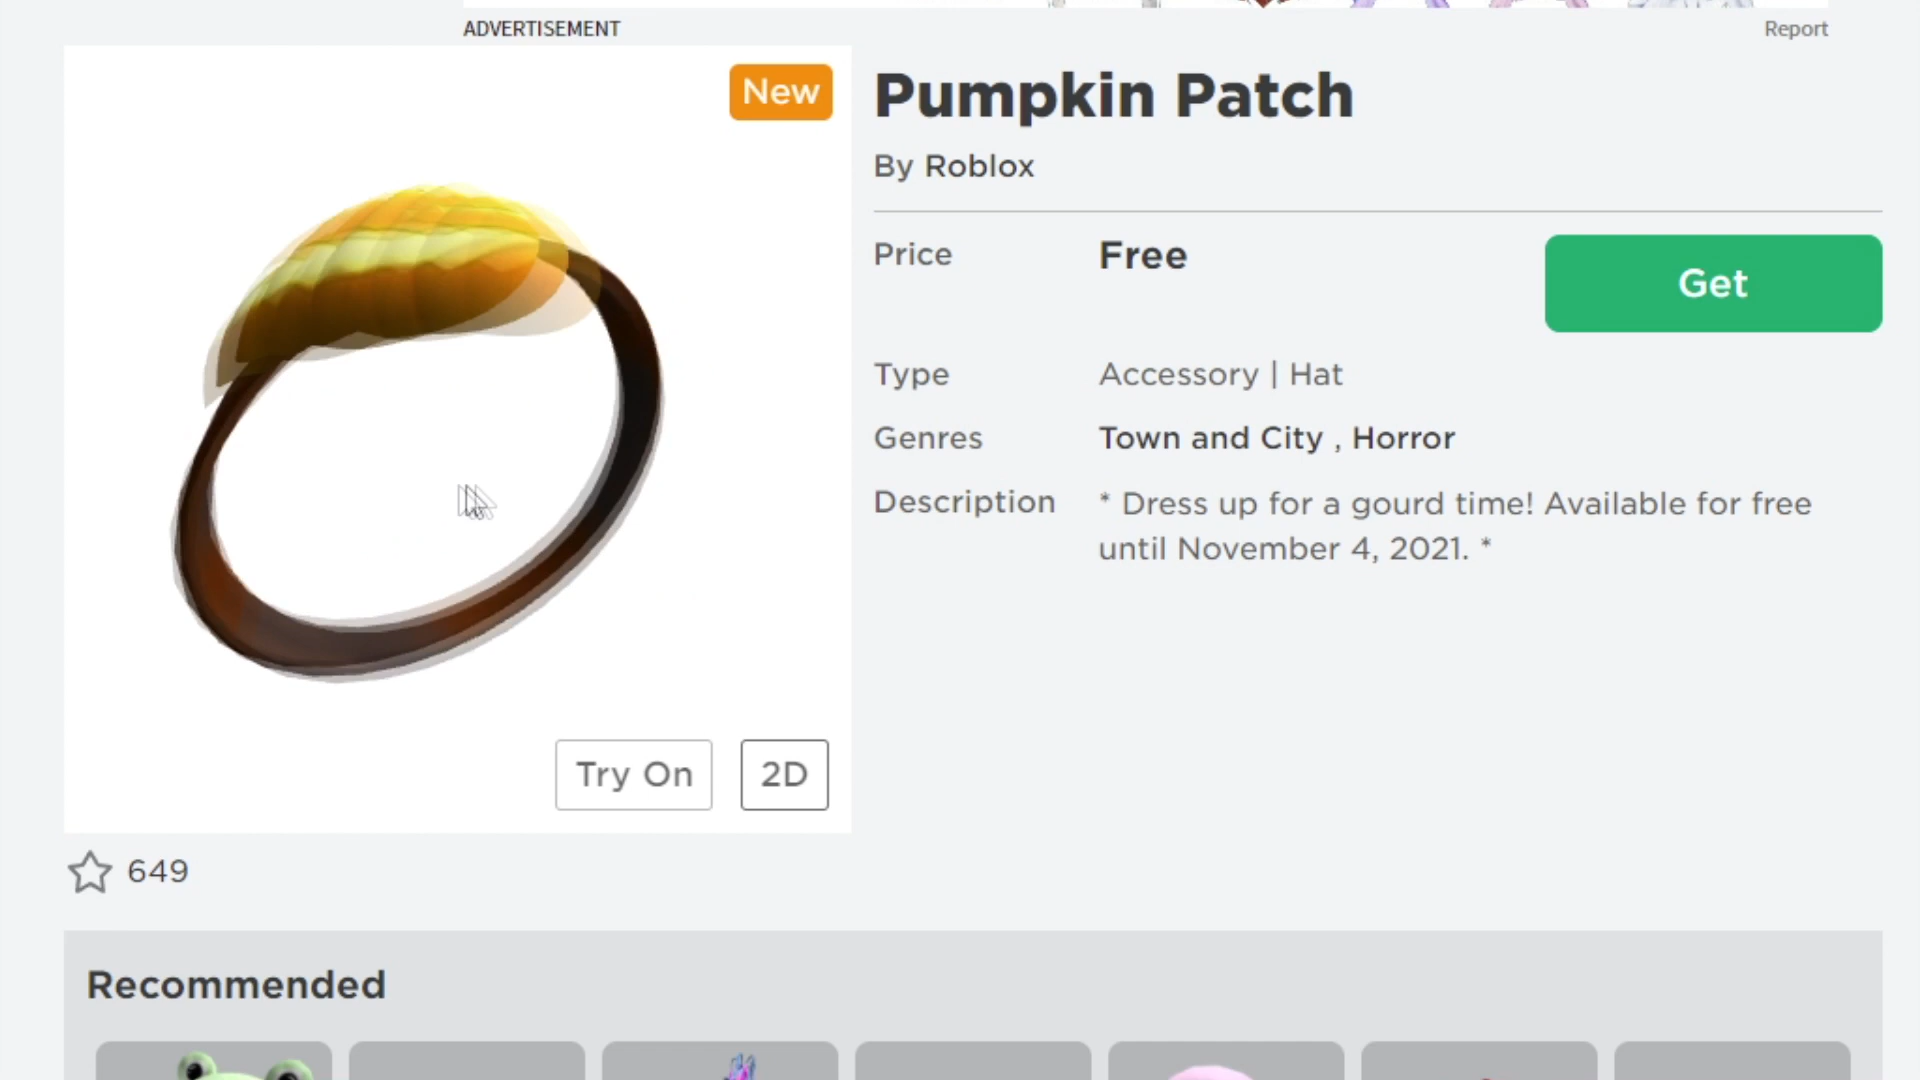 ADVERTISEMENT
Report
New
Pumpkin Patch
By Roblox
Price
Free
Get
Type
Accessory | Hat
Genres
Town and City , Horror
Description
* Dress up for a gourd time! Available for free
until November 4, 2021. *
Try On
2D
649
Recommended